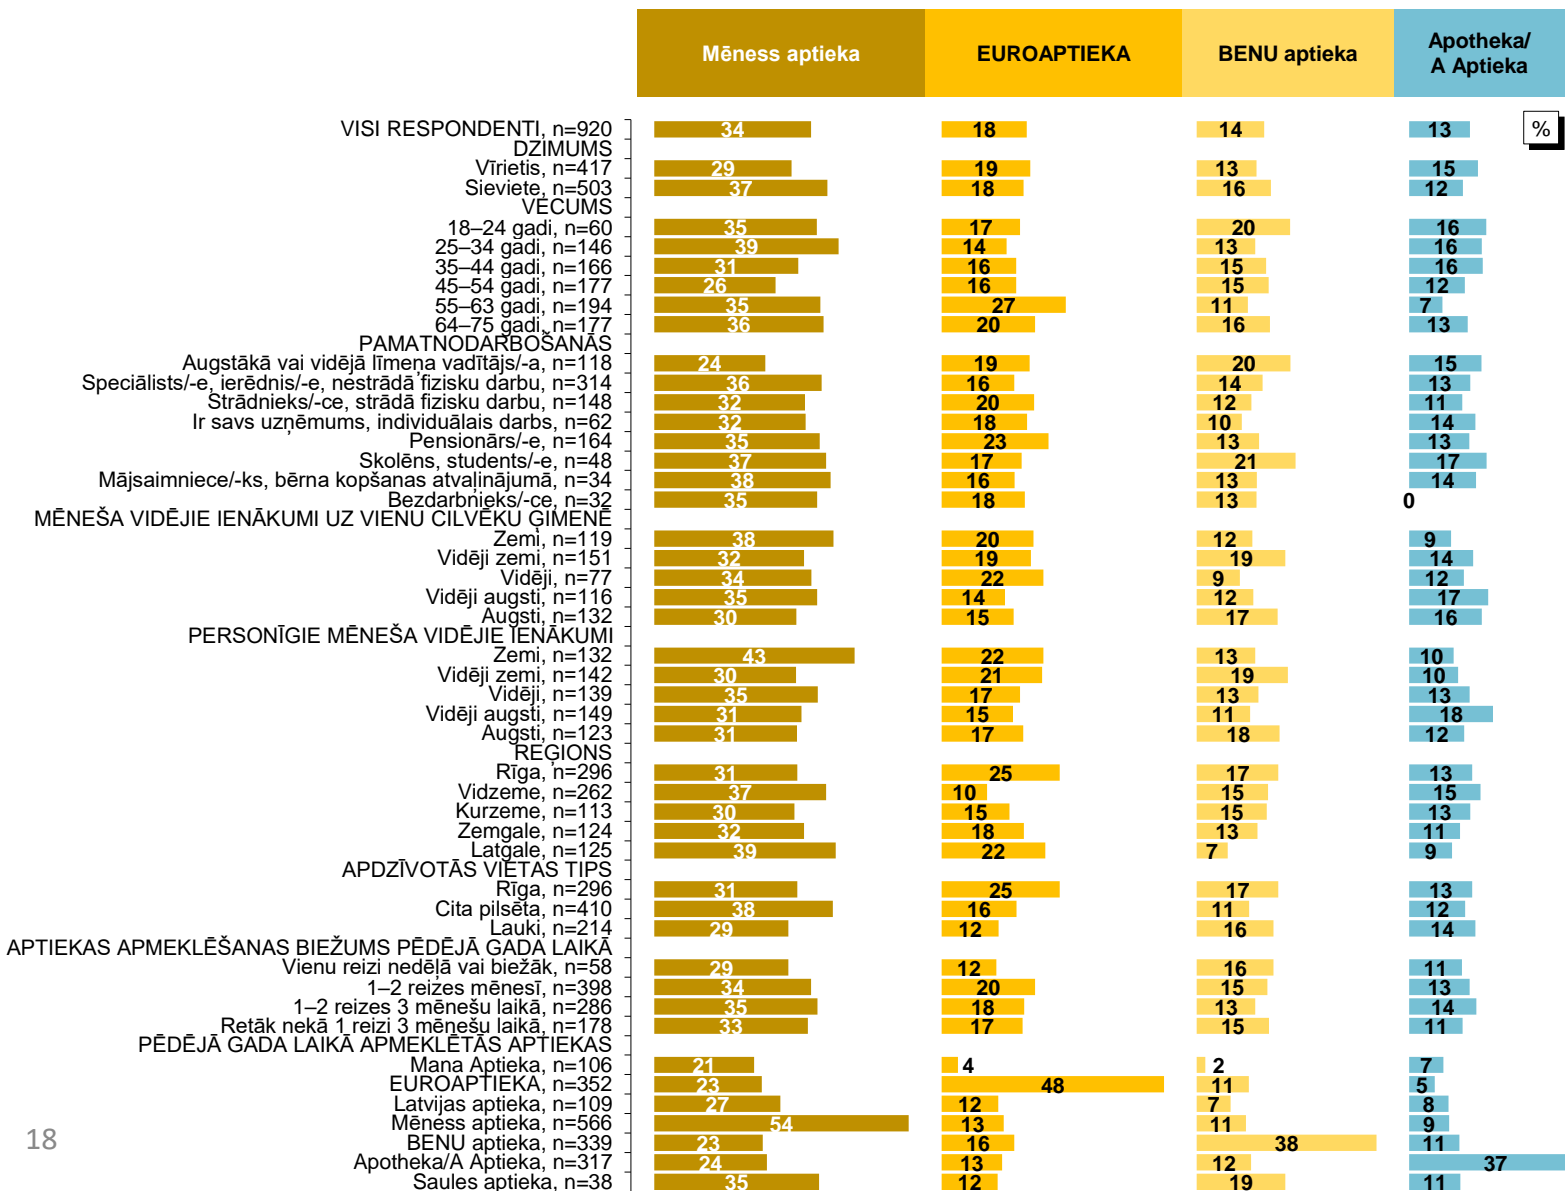 Mēness aptieka EUROAPTIEKA BENU aptieka Apotheka/
A Aptieka
%
VISI RESPONDENTI, n=920 34 18 14 13
DZIMUMS
Vīrietis, n=417 29 19 13 15
Sieviete, n=503 37 18 16 12
VECUMS
18–24 gadi, n=60 35 17 20 16
25–34 gadi, n=146 39 14 13 16
35–44 gadi, n=166 31 16 15 16
45–54 gadi, n=177 26 16 15 12
55–63 gadi, n=194 35 27 11 7
64–75 gadi, n=177 36 20 16 13
PAMATNODARBOŠANĀS
Augstākā vai vidējā līmeņa vadītājs/-a, n=118 24 19 20 15
Speciālists/-e, ierēdnis/-e, nestrādā fizisku darbu, n=314 36 16 14 13
Strādnieks/-ce, strādā fizisku darbu, n=148 32 20 12 11
Ir savs uzņēmums, individuālais darbs, n=62 32 18 10 14
Pensionārs/-e, n=164 35 23 13 13
Skolēns, students/-e, n=48 37 17 21 17
Mājsaimniece/-ks, bērna kopšanas atvaļinājumā, n=34 38 16 13 14
Bezdarbnieks/-ce, n=32 35 18 13 0
MĒNEŠA VIDĒJIE IENĀKUMI UZ VIENU CILVĒKU ĢIMENĒ
Zemi, n=119 38 20 12 9
Vidēji zemi, n=151 32 19 19 14
Vidēji, n=77 34 22 9 12
Vidēji augsti, n=116 35 14 12 17
Augsti, n=132 30 15 17 16
PERSONĪGIE MĒNEŠA VIDĒJIE IENĀKUMI
Zemi, n=132 43 22 13 10
Vidēji zemi, n=142 30 21 19 10
Vidēji, n=139 35 17 13 13
Vidēji augsti, n=149 31 15 11 18
Augsti, n=123 31 17 18 12
REĢIONS
Rīga, n=296 31 25 17 13
Vidzeme, n=262 37 10 15 15
Kurzeme, n=113 30 15 15 13
Zemgale, n=124 32 18 13 11
Latgale, n=125 39 22 7 9
APDZĪVOTĀS VIETAS TIPS
Rīga, n=296 31 25 17 13
Cita pilsēta, n=410 38 16 11 12
Lauki, n=214 29 12 16 14
APTIEKAS APMEKLĒŠANAS BIEŽUMS PĒDĒJĀ GADA LAIKĀ
Vienu reizi nedēļā vai biežāk, n=58 29 12 16 11
1–2 reizes mēnesī, n=398 34 20 15 13
1–2 reizes 3 mēnešu laikā, n=286 35 18 13 14
Retāk nekā 1 reizi 3 mēnešu laikā, n=178 33 17 15 11
PĒDĒJĀ GADA LAIKĀ APMEKLĒTĀS APTIEKAS
Mana Aptieka, n=106 21 4 2 7
EUROAPTIEKA, n=352 23 48 11 5
Latvijas aptieka, n=109 27 12 7 8
Mēness aptieka, n=566 54 13 11 9
BENU aptieka, n=339 23 16 38 11
Apotheka/A Aptieka, n=317 24 13 12 37
Saules aptieka, n=38 35 12 19 11
18